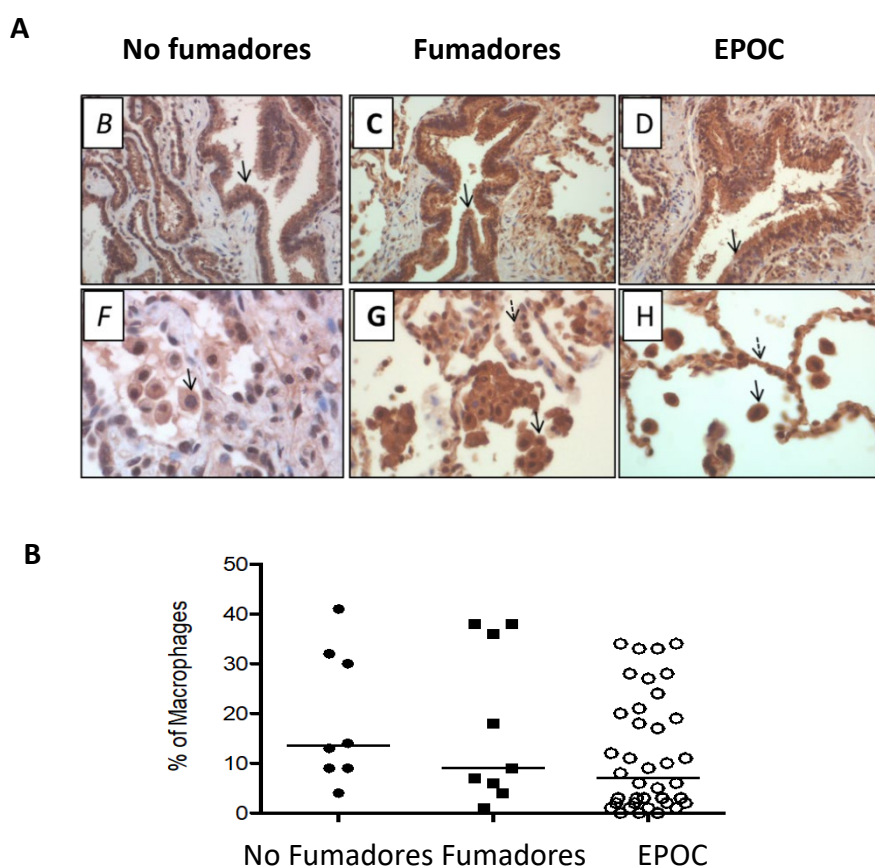 A
No fumadores Fumadores EPOC
B C D
F G H
B
50
40
30
20
10
0
% of Macrophages
No Fumadores Fumadores EPOC